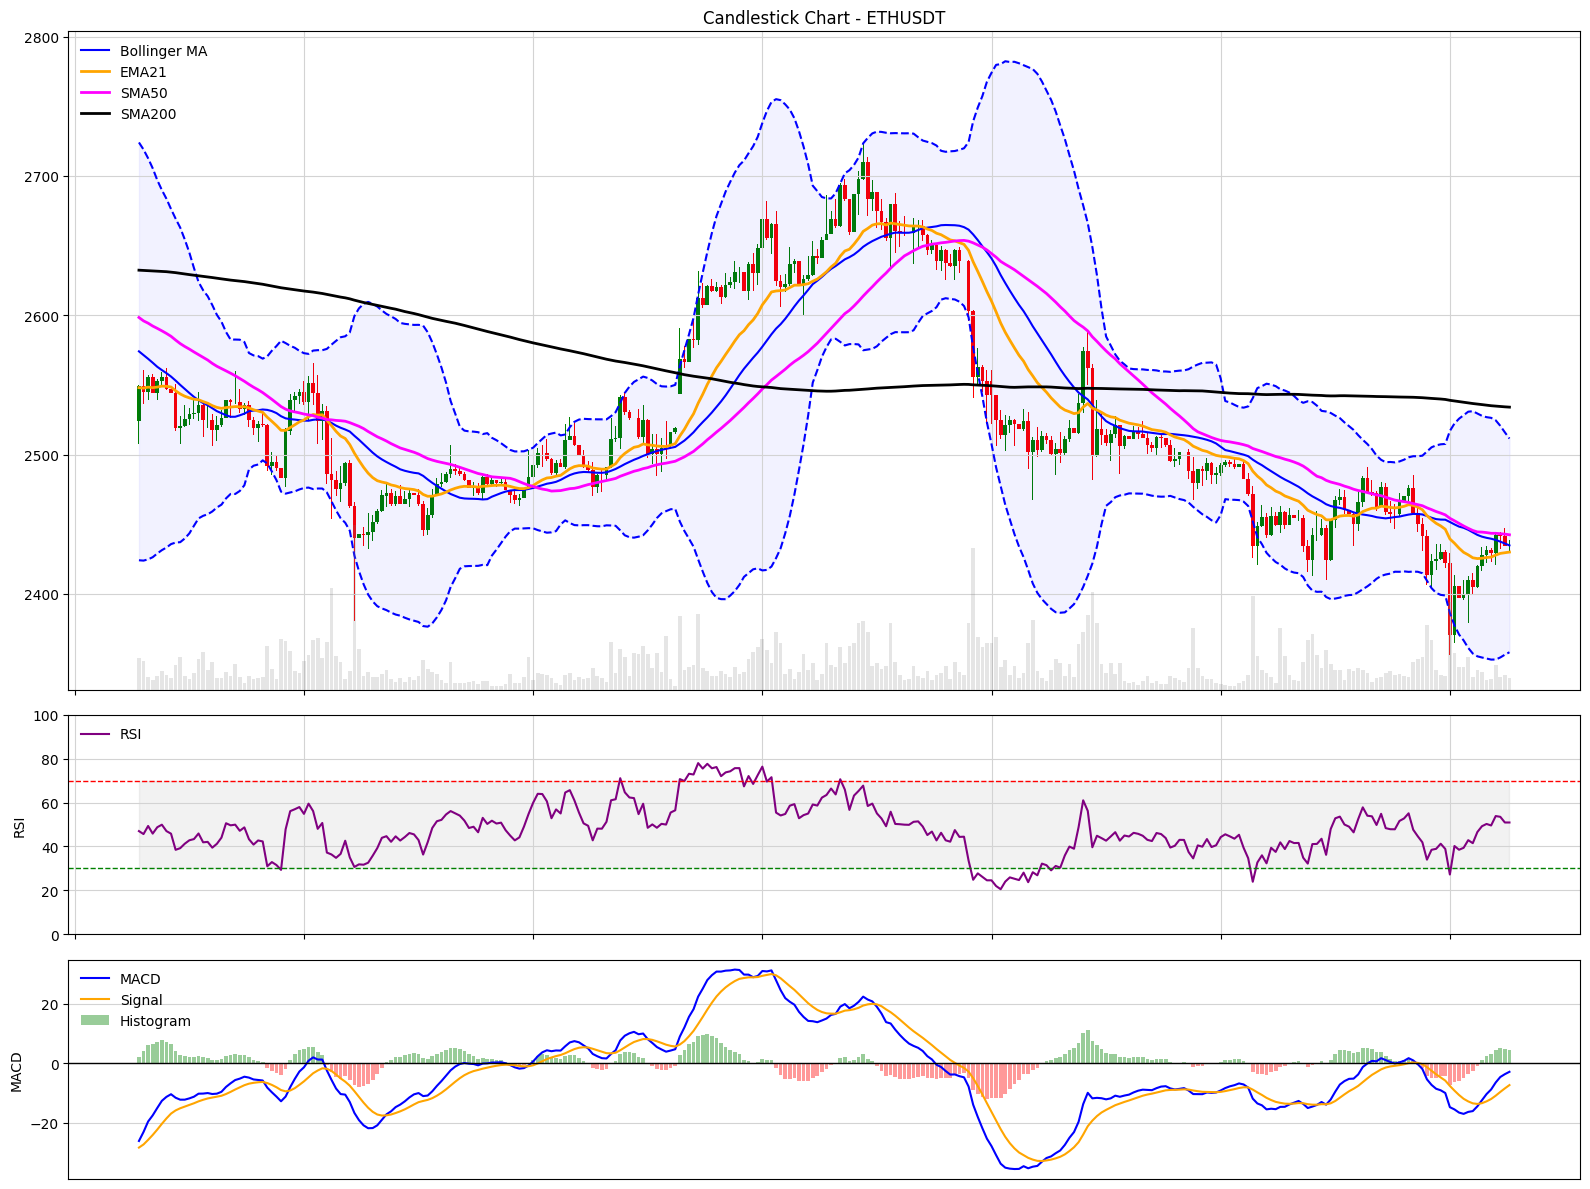 Candlestick Chart - ETHUSDT
Bollinger MA
EMA21
SMA50
SMA200
2800
2700
2600
2500
2400
RSI
100
80
60
40
20
0
RSI
MACD
Signal
Histogram
20
0
−20
MACD